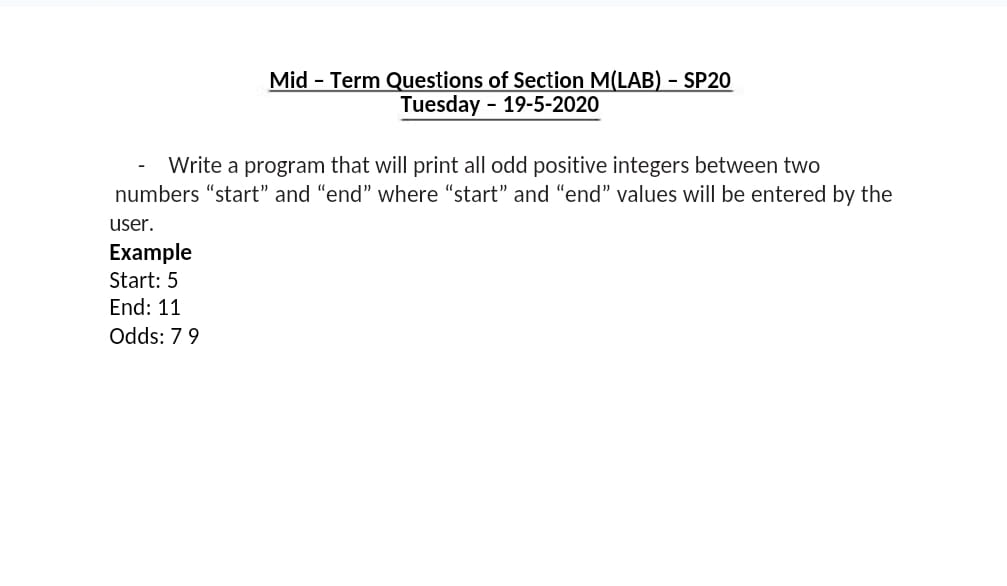 Mid – Term Questions of Section M(LAB) – SP20
Tuesday – 19-5-2020
- Write a program that will print all odd positive integers between two
numbers “start” and “end” where “start” and “end” values will be entered by the
user.
Example
Start: 5
End: 11
Odds: 7 9